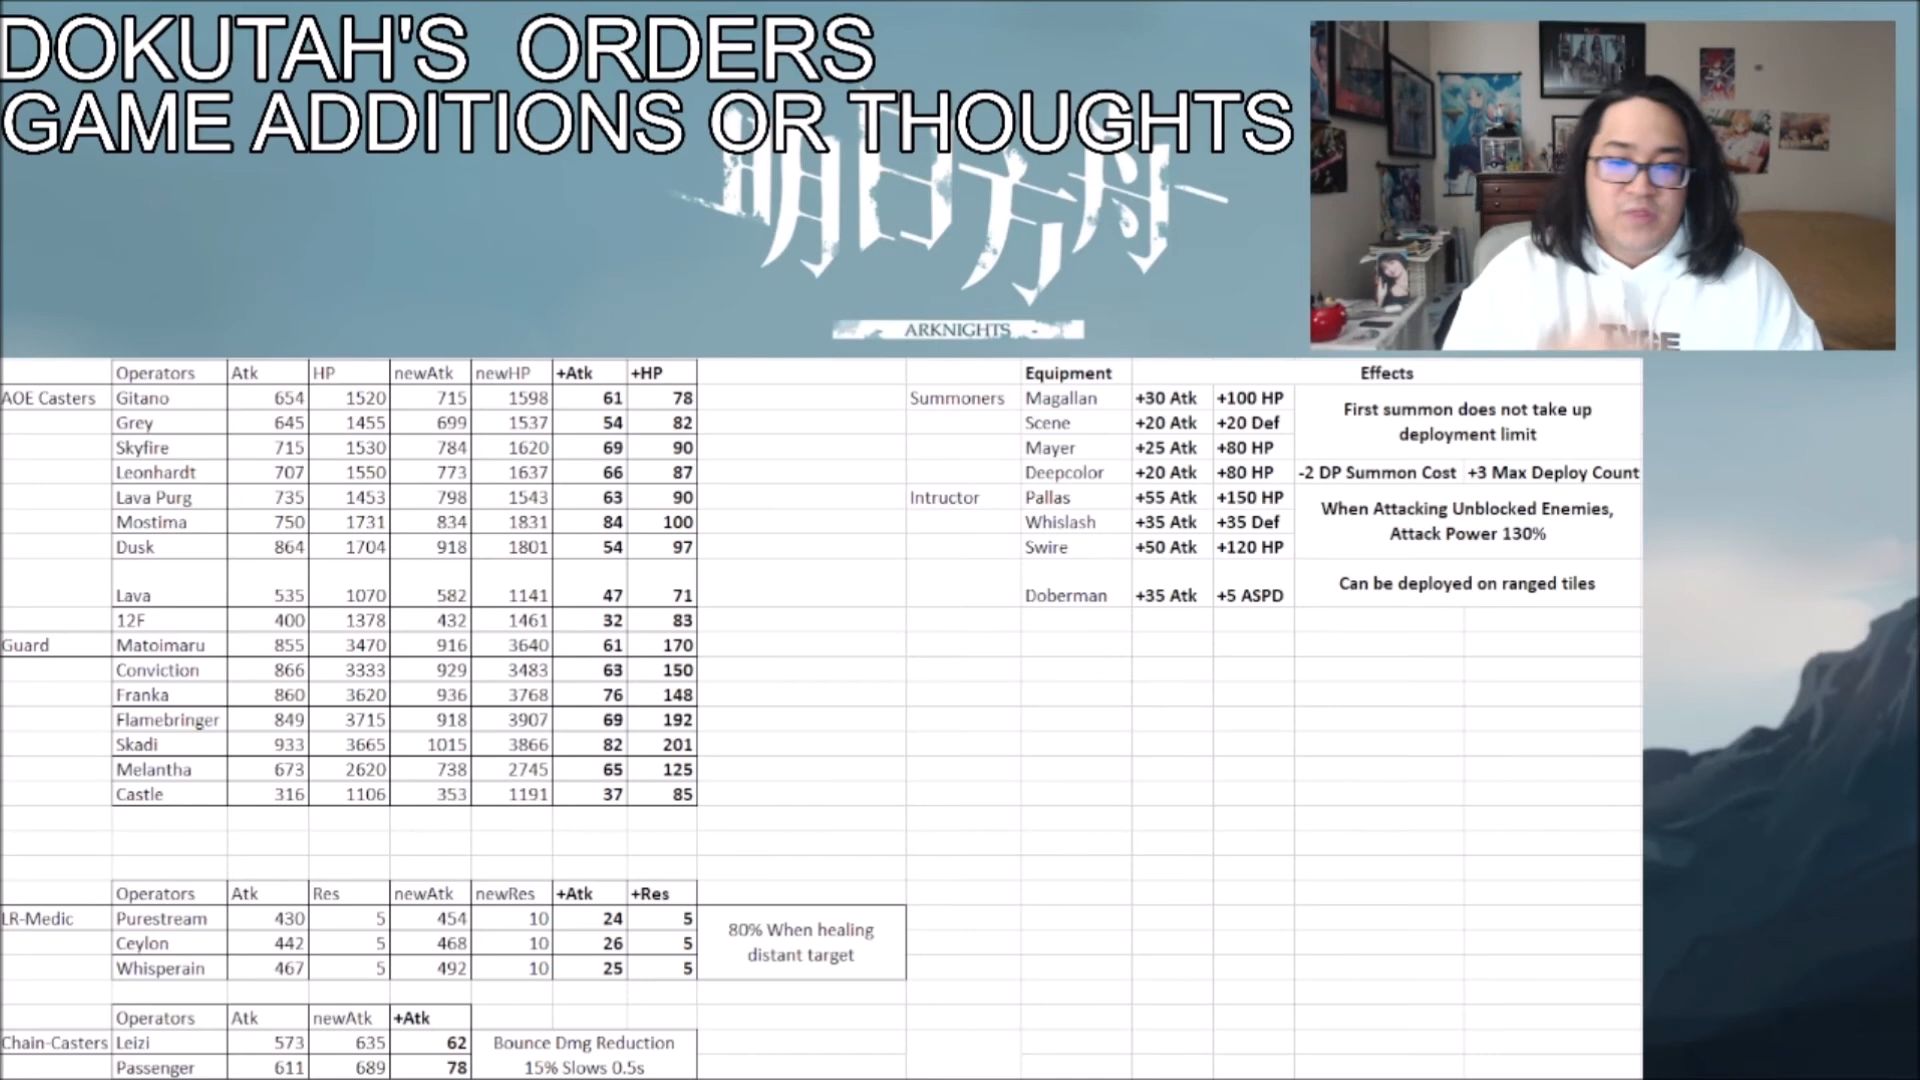 DOKUTAH'S ORDERS
GAME ADDITIONS OR THOUGHTS
明日方舟
ARKNIGHTS
Operators Atk HP newAtk newHP +Atk +HP
AOE Casters Gitano 654 1520 715 1598 61 78
Grey 645 1455 699 1537 54 82
Skyfire 715 1530 784 1620 69 90
Leonhardt 707 1550 773 1637 66 87
Lava Purg 735 1453 798 1543 63 90
Mostima 750 1731 834 1831 84 100
Dusk 864 1704 918 1801 54 97
Lava 535 1070 582 1141 47 71
12F 400 1378 432 1461 32 83
Guard Matoimaru 855 3470 916 3640 61 170
Conviction 866 3333 929 3483 63 150
Franka 860 3620 936 3768 76 148
Flamebringer 849 3715 918 3907 69 192
Skadi 933 3665 1015 3866 82 201
Melantha 673 2620 738 2745 65 125
Castle 316 1106 353 1191 37 85
Equipment Effects
Summoners Magallan +30 Atk +100 HP
Scene +20 Atk +20 Def
Mayer +25 Atk +80 HP
First summon does not take up
deployment limit
Deepcolor +20 Atk +80 HP -2 DP Summon Cost +3 Max Deploy Count
Intructor Pallas +55 Atk +150 HP
Whislash +35 Atk +35 Def
Swire +50 Atk +120 HP
When Attacking Unblocked Enemies,
Attack Power 130%
Doberman +35 Atk +5 ASPD
Can be deployed on ranged tiles
Operators Atk Res newAtk newRes +Atk +Res
LR-Medic Purestream 430 5 454 10 24 5
Ceylon 442 5 468 10 26 5
Whisperain 467 5 492 10 25 5
80% When healing
distant target
Operators Atk newAtk +Atk
Chain-Casters Leizi 573 635 62
Passenger 611 689 78
Bounce Dmg Reduction
15% Slows 0.5s